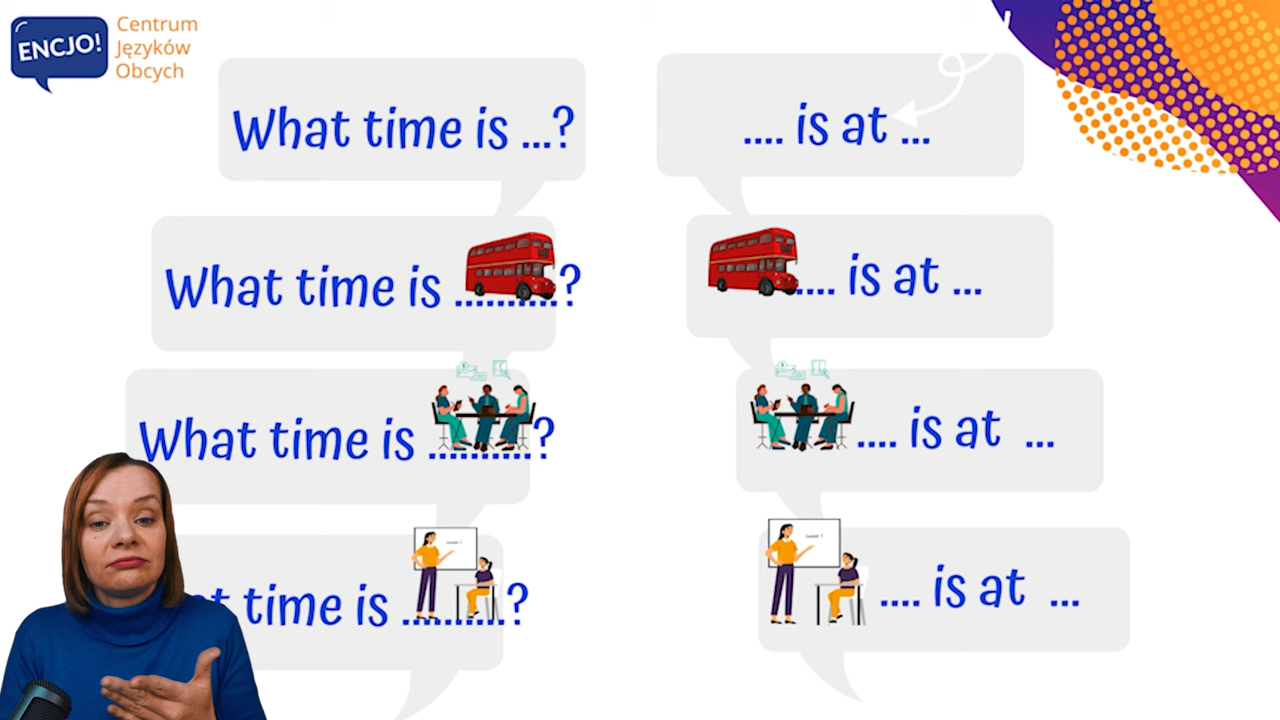 ENCJO!
Centrum
Języków
Obcych
What time is ...?
.... is at ...
What time is ..........?
.... is at ...
What time is ..........?
.... is at ...
time is ..........?
.... is at ...